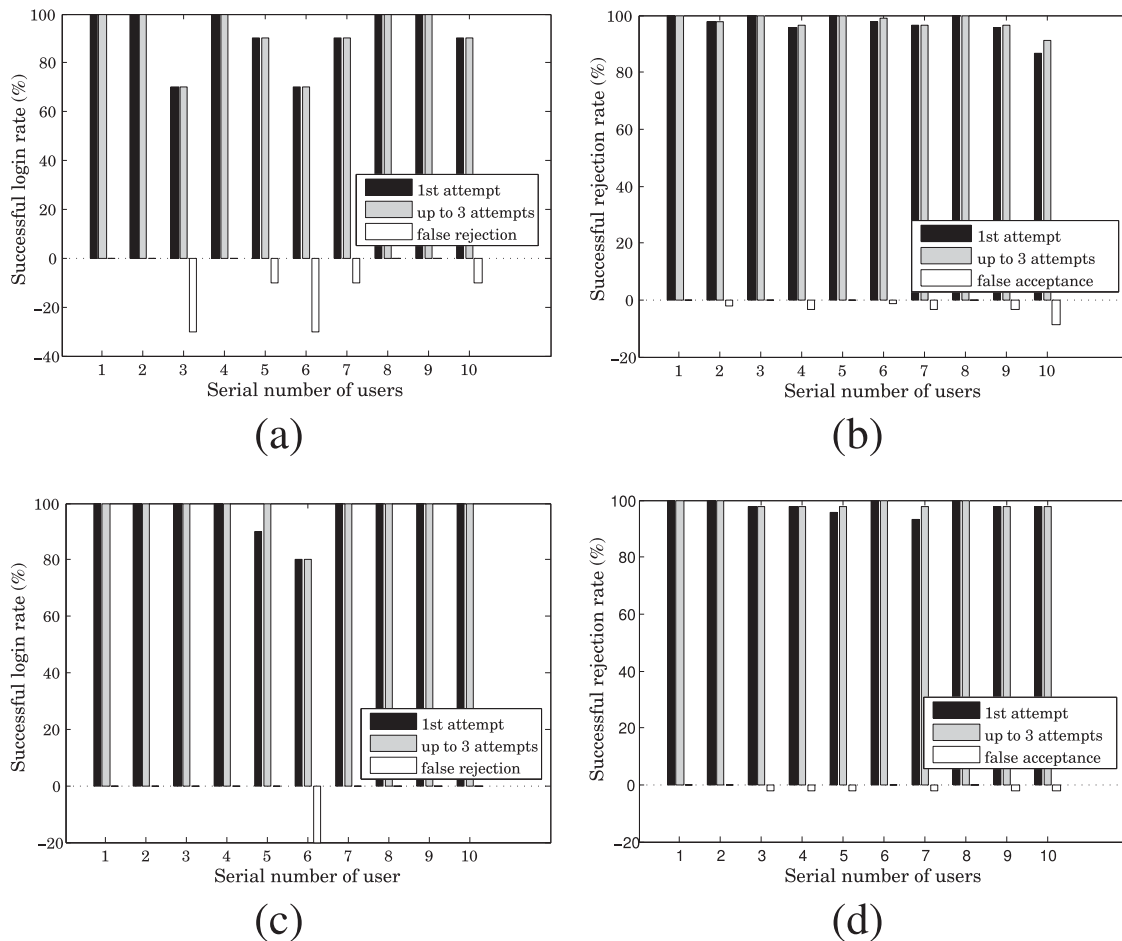 100
80
60
40
20
0
−20
−40
Successful login rate (%)
1st attempt
up to 3 attempts
false rejection
1 2 3 4 5 6 7 8 9 10
Serial number of users
(a)
100
80
60
40
20
0
−20
Successful rejection rate (%)
1st attempt
up to 3 attempts
false acceptance
1 2 3 4 5 6 7 8 9 10
Serial number of users
(b)
100
80
60
40
20
0
−20
Successful login rate (%)
1st attempt
up to 3 attempts
false rejection
1 2 3 4 5 6 7 8 9 10
Serial number of user
(c)
100
80
60
40
20
0
−20
Successful rejection rate (%)
1st attempt
up to 3 attempts
false acceptance
1 2 3 4 5 6 7 8 9 10
Serial number of users
(d)